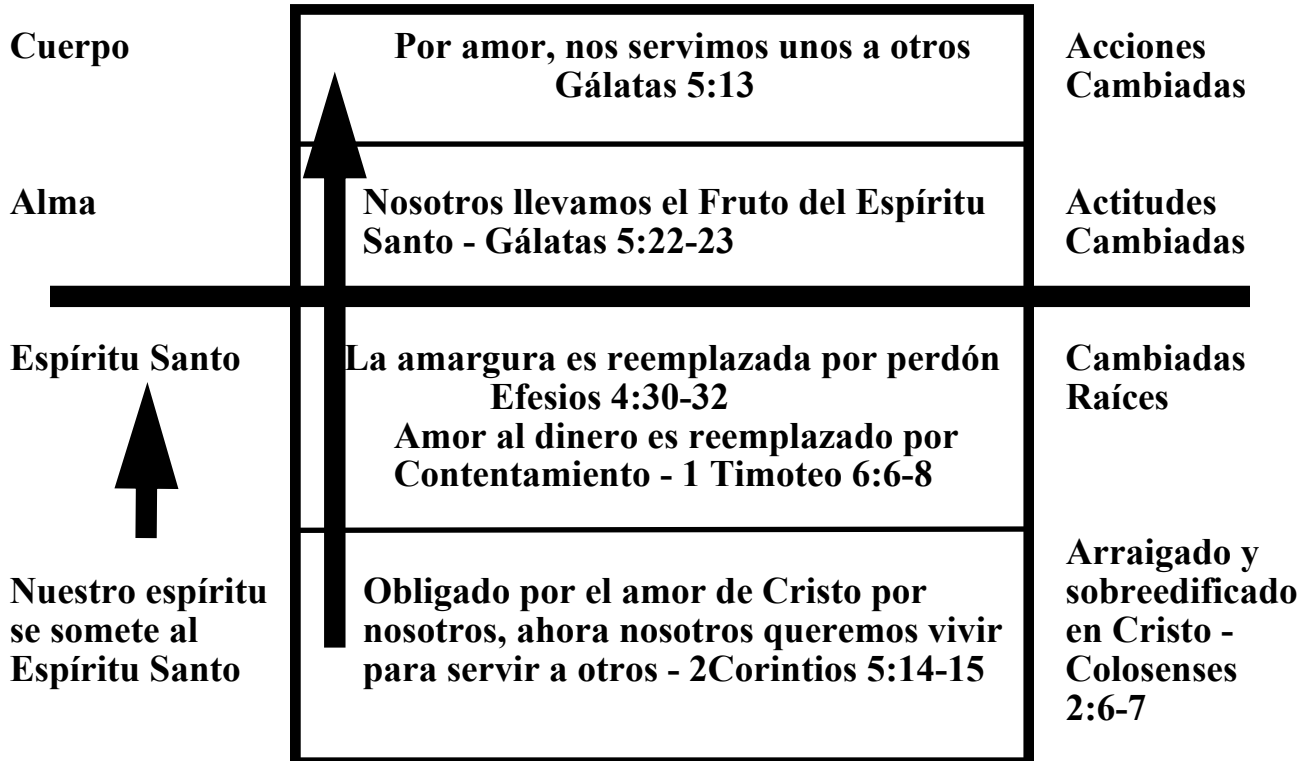 Cuerpo
Por amor, nos servimos unos a otros
Gálatas 5:13
Acciones
Cambiadas
Alma
Nosotros llevamos el Fruto del Espíritu
Santo - Gálatas 5:22-23
Actitudes
Cambiadas
Espíritu Santo
La amargura es reemplazada por perdón
Efesios 4:30-32
Amor al dinero es reemplazado por
Contentamiento - 1 Timoteo 6:6-8
Cambiadas
Raíces
Nuestro espíritu
se somete al
Espíritu Santo
Obligado por el amor de Cristo por
nosotros, ahora nosotros queremos vivir
para servir a otros - 2Corintios 5:14-15
Arraigado y
sobreedificado
en Cristo -
Colosenses
2:6-7